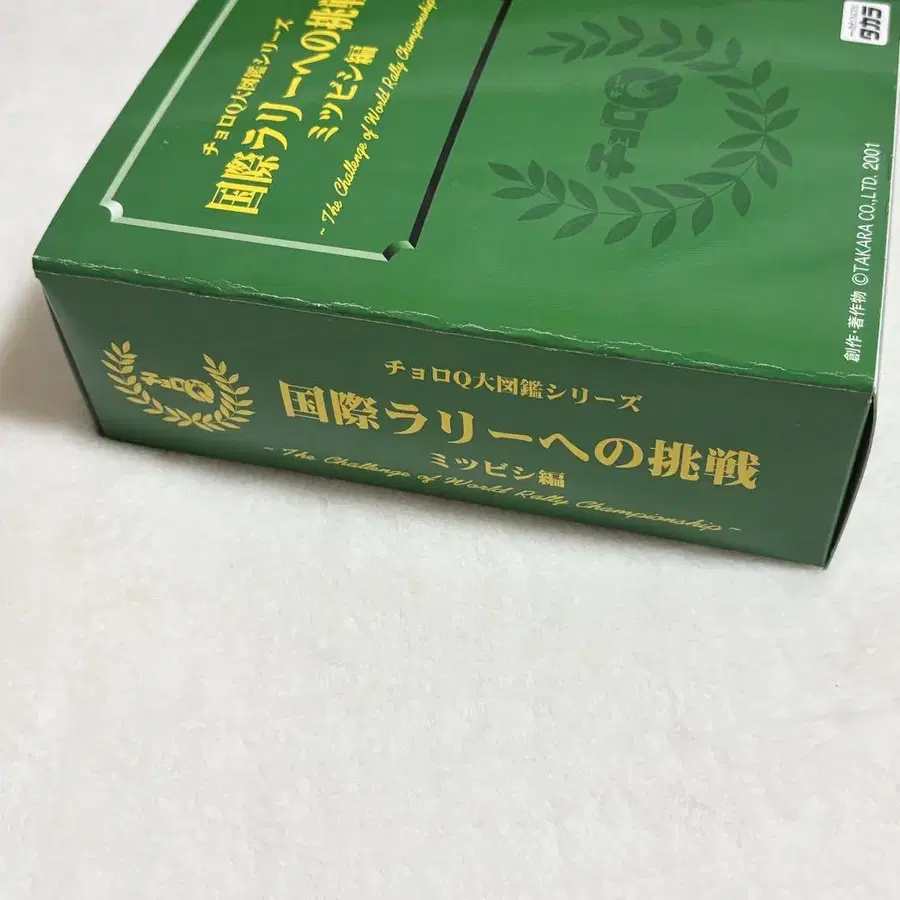 チョロQ大図鑑シリーズ
国際ラリーへの挑戦
ミツビシ編
~ The Challenge of World Rally Championship ~
チョロQ
タカラ
創作・著作物 ©TAKARA CO.,LTD. 2001
チョロQ
チョロQ大図鑑シリーズ
国際ラリーへの挑戦
ミツビシ編
~ The Challenge of World Rally Championship ~